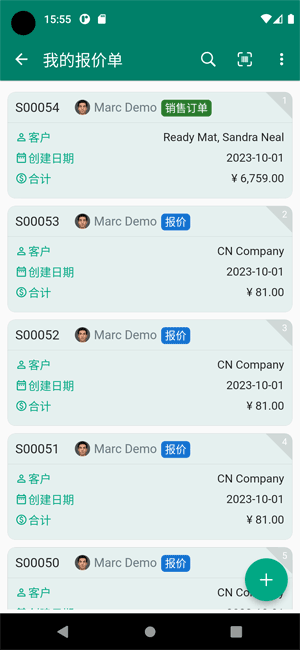 15:55
我的报价单
S00054 Marc Demo 销售订单 1
客户 Ready Mat, Sandra Neal
创建日期 2023-10-01
合计 ¥ 6,759.00
S00053 Marc Demo 报价 2
客户 CN Company
创建日期 2023-10-01
合计 ¥ 81.00
S00052 Marc Demo 报价 3
客户 CN Company
创建日期 2023-10-01
合计 ¥ 81.00
S00051 Marc Demo 报价 4
客户 CN Company
创建日期 2023-10-01
合计 ¥ 81.00
S00050 Marc Demo 报价 5
客户